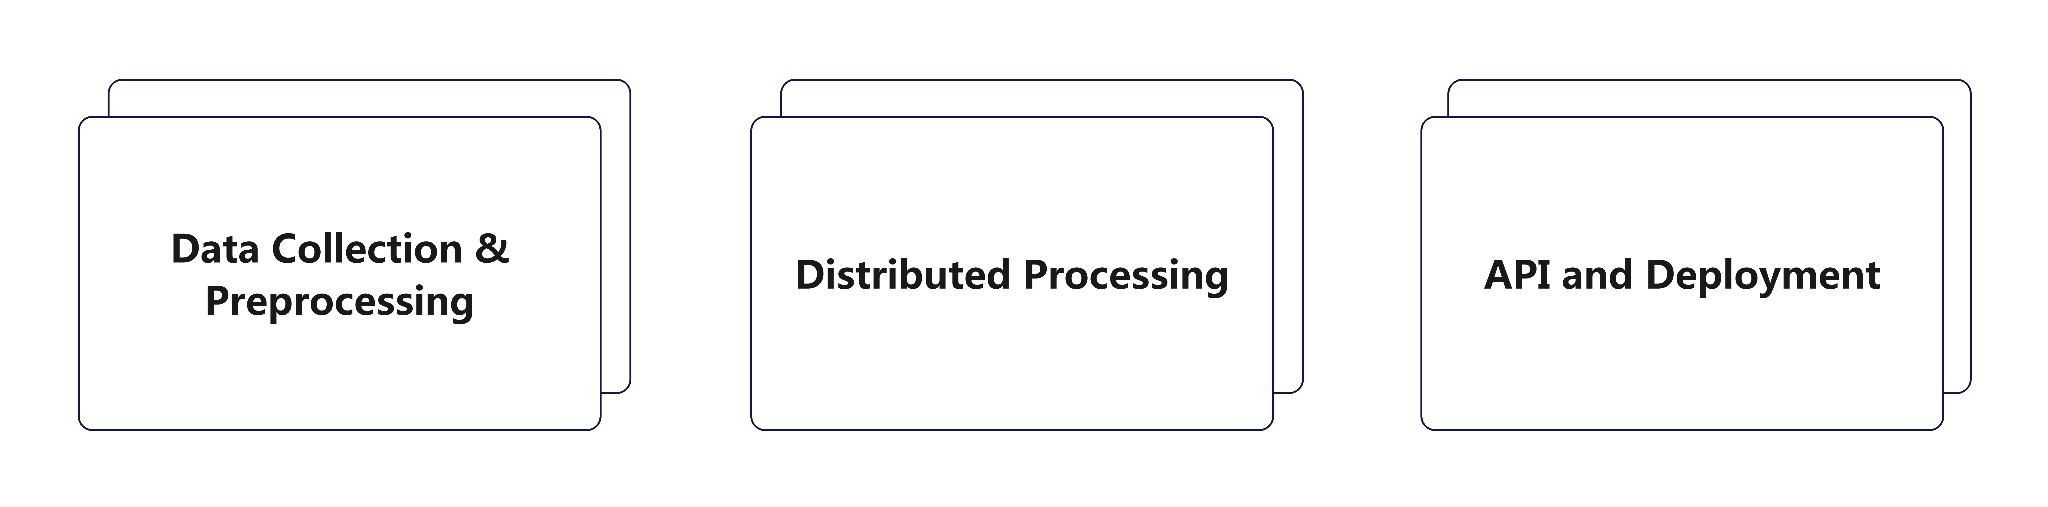 Data Collection &
Preprocessing
Distributed Processing
API and Deployment